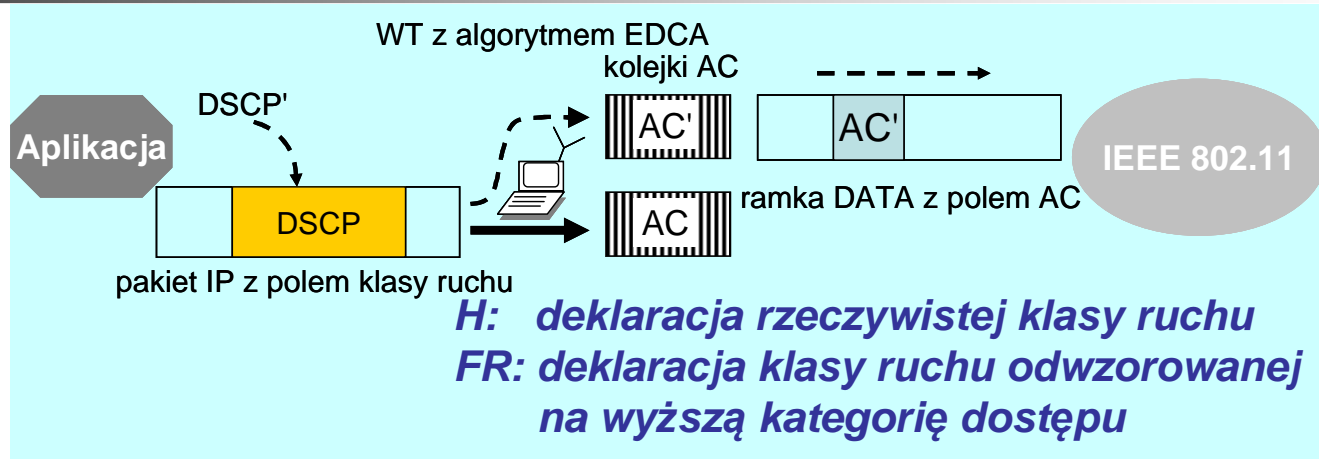 WT z algorytmem EDCA
kolejki AC
DSCP'
Aplikacja
AC'
AC'
IEEE 802.11
DSCP
AC
ramka DATA z polem AC
pakiet IP z polem klasy ruchu
H: deklaracja rzeczywistej klasy ruchu
FR: deklaracja klasy ruchu odwzorowanej
na wyższą kategorię dostępu